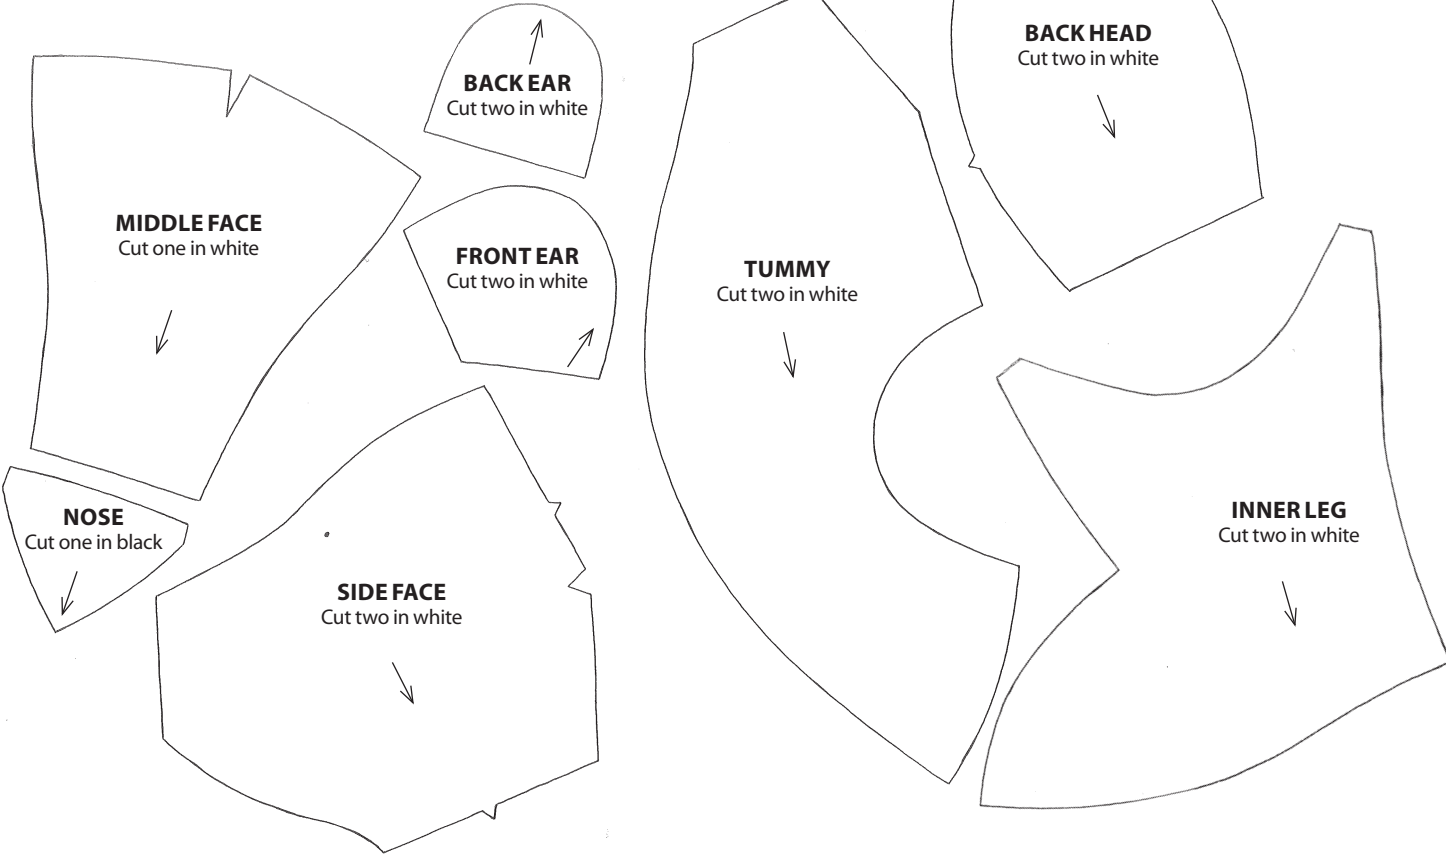 BACK EAR
Cut two in white
BACK HEAD
Cut two in white
MIDDLE FACE
Cut one in white
FRONT EAR
Cut two in white
TUMMY
Cut two in white
NOSE
Cut one in black
SIDE FACE
Cut two in white
INNER LEG
Cut two in white